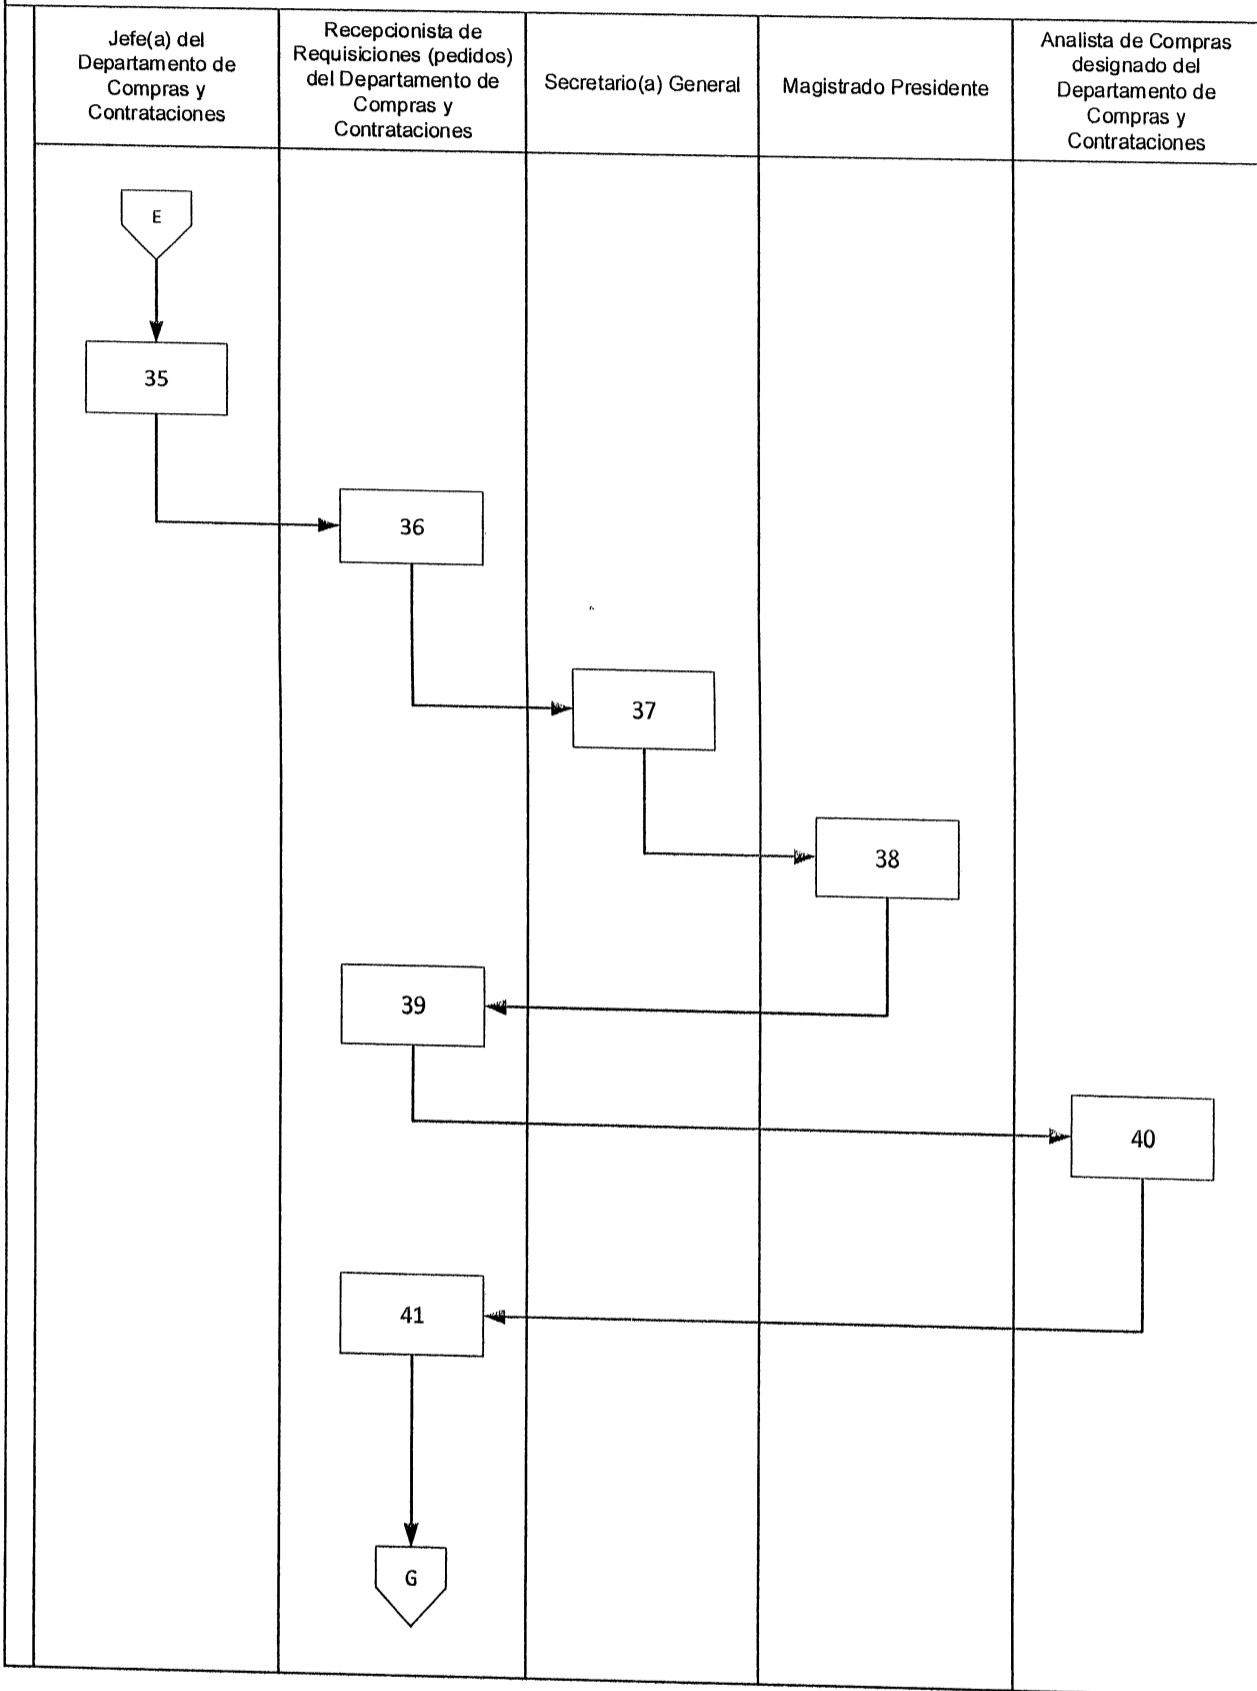 Jefe(a) del
Departamento de
Compras y
Contrataciones
Recepcionista de
Requisiciones (pedidos)
del Departamento de
Compras y
Contrataciones
Secretario(a) General
Magistrado Presidente
Analista de Compras
designado del
Departamento de
Compras y
Contrataciones
E
35
36
37
38
39
40
41
G